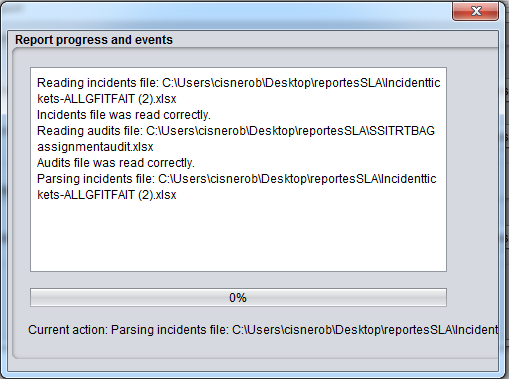 Report progress and events
Reading incidents file: C:\Users\cisnerob\Desktop\reportesSLA\Incidenttic
kets-ALLGFITFAIT (2).xlsx
Incidents file was read correctly.
Reading audits file: C:\Users\cisnerob\Desktop\reportesSLA\SSITRTBAG
assignmentaudit.xlsx
Audits file was read correctly.
Parsing incidents file: C:\Users\cisnerob\Desktop\reportesSLA\Incidenttic
kets-ALLGFITFAIT (2).xlsx
0%
Current action: Parsing incidents file: C:\Users\cisnerob\Desktop\reportesSLA\Incident